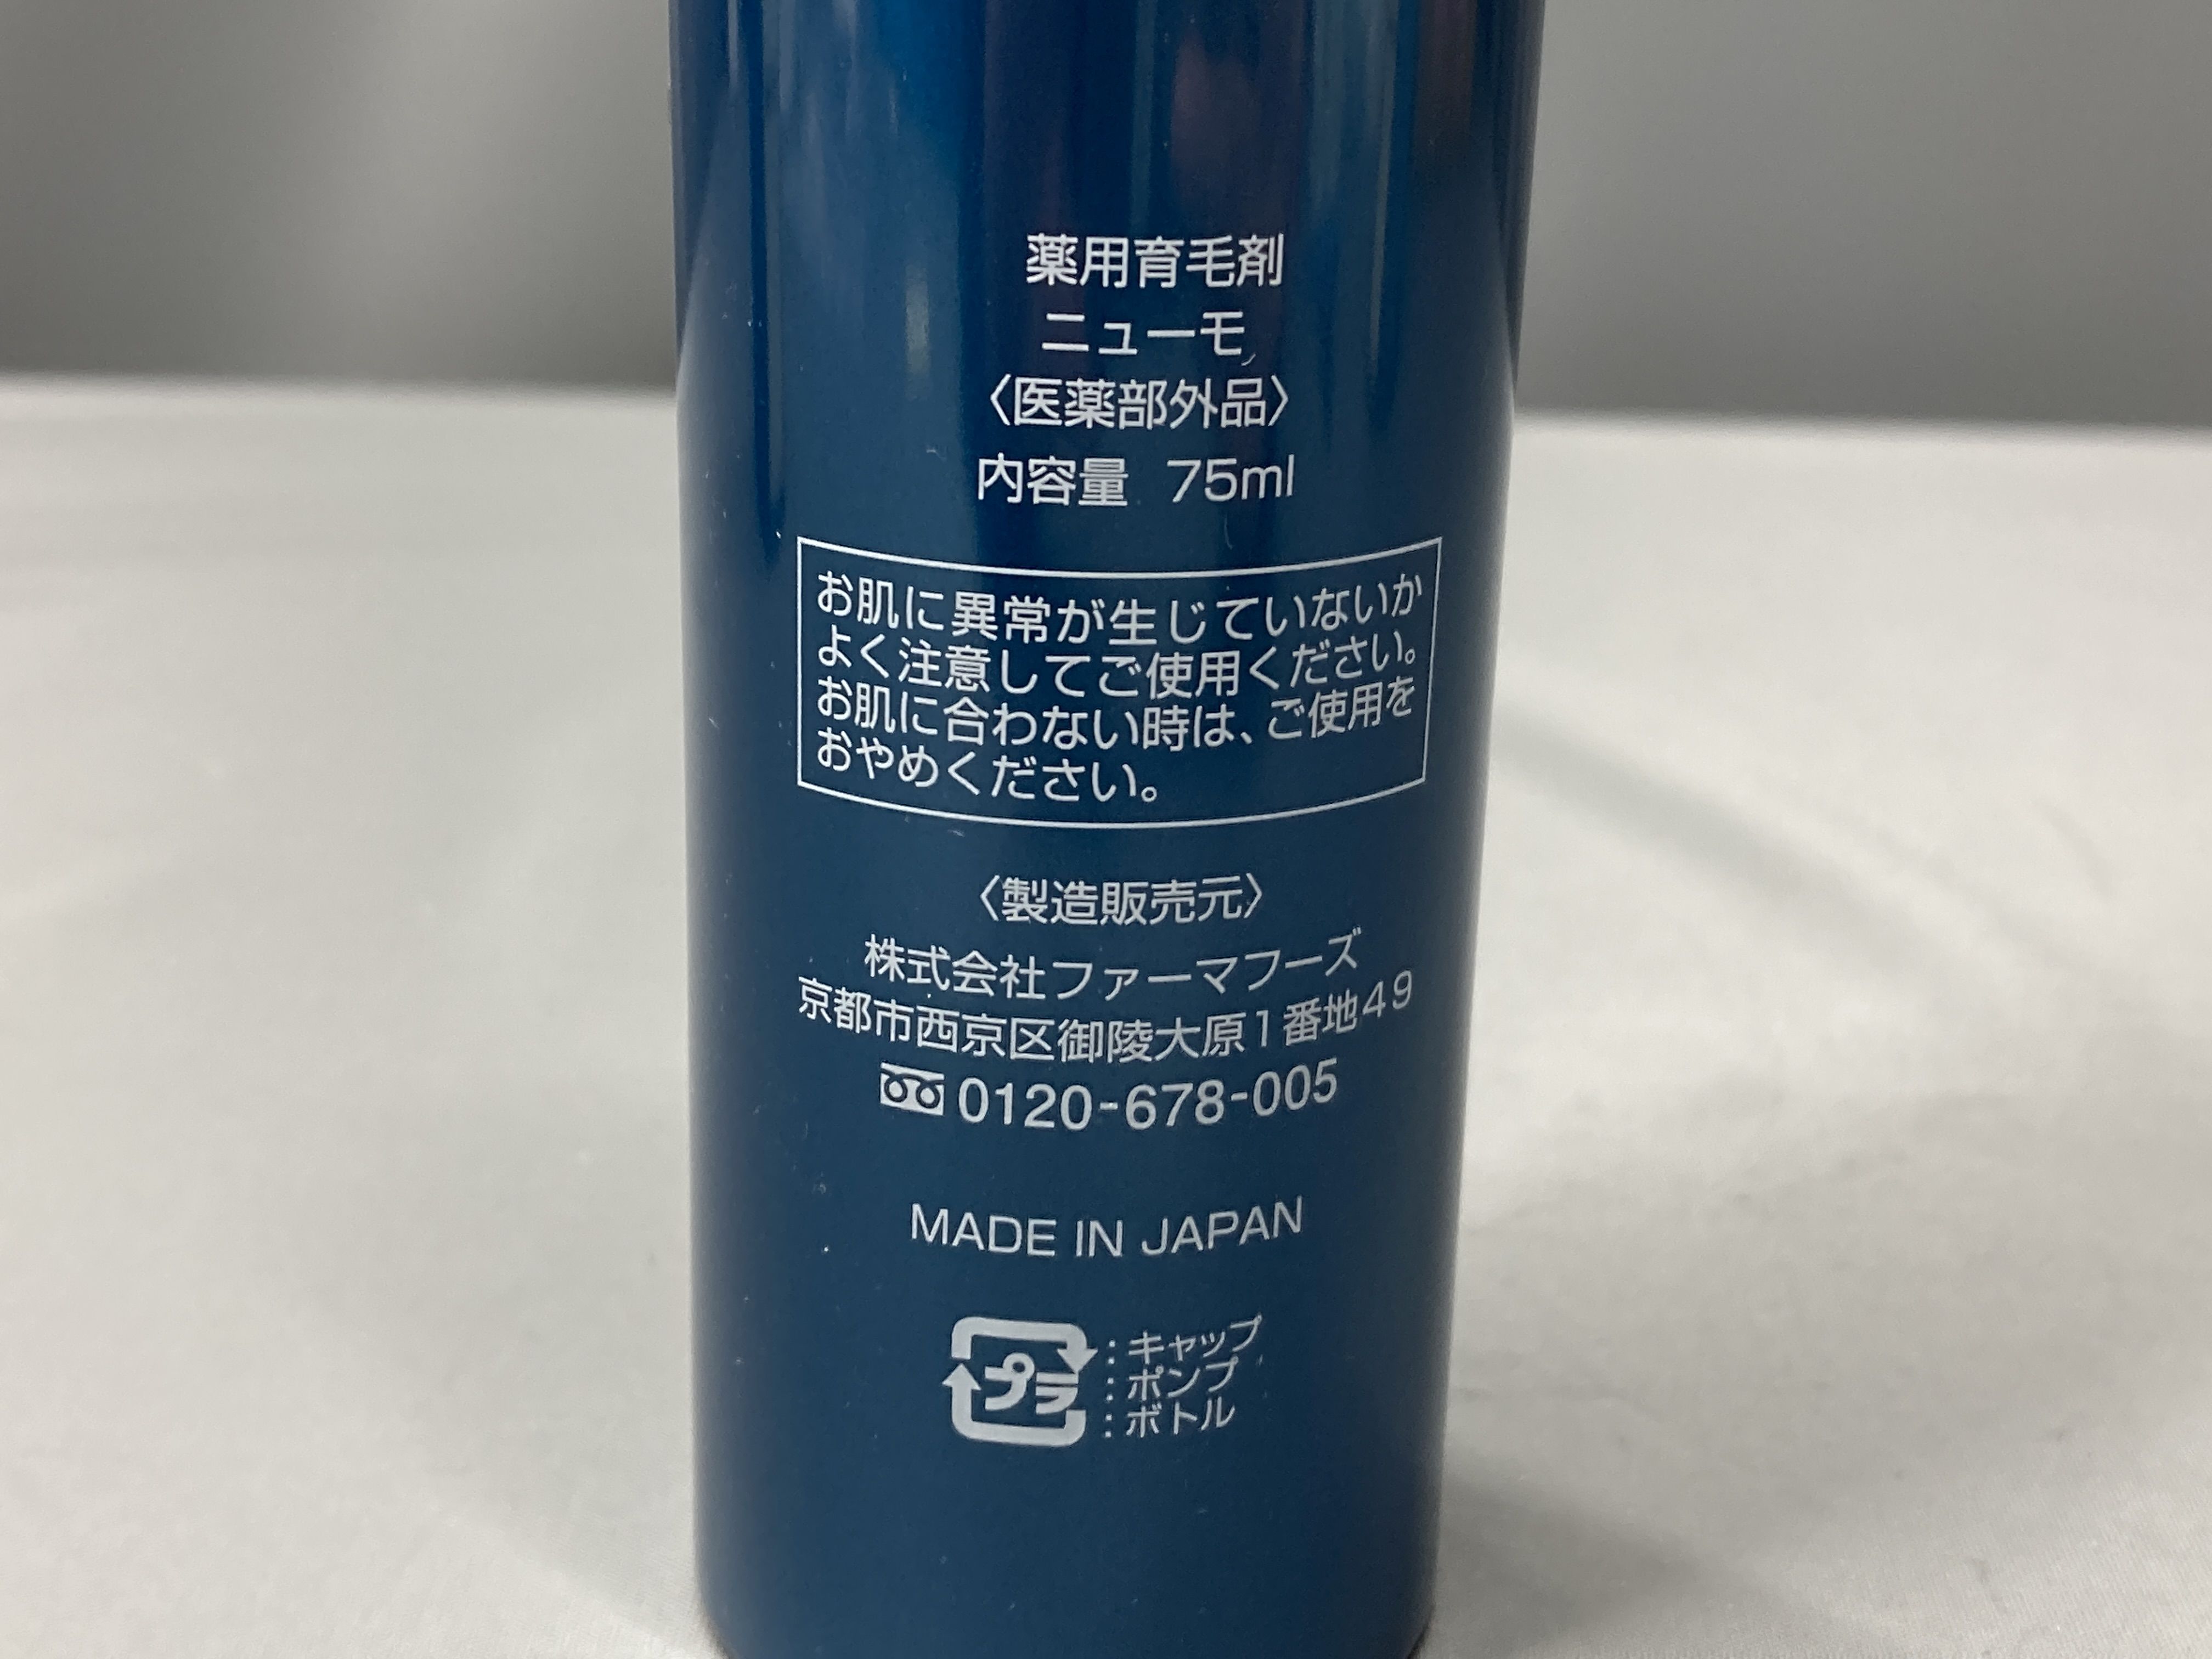 薬用育毛剤
ニューモ
〈医薬部外品〉
内容量 75ml
お肌に異常が生じていないか
よく注意してご使用ください。
お肌に合わない時は、ご使用を
おやめください。
〈製造販売元〉
株式会社ファーマフーズ
京都市西京区御陵大原1番地49
0120-678-005
MADE IN JAPAN
プラ
:キャップ
:ポンプ
:ボトル